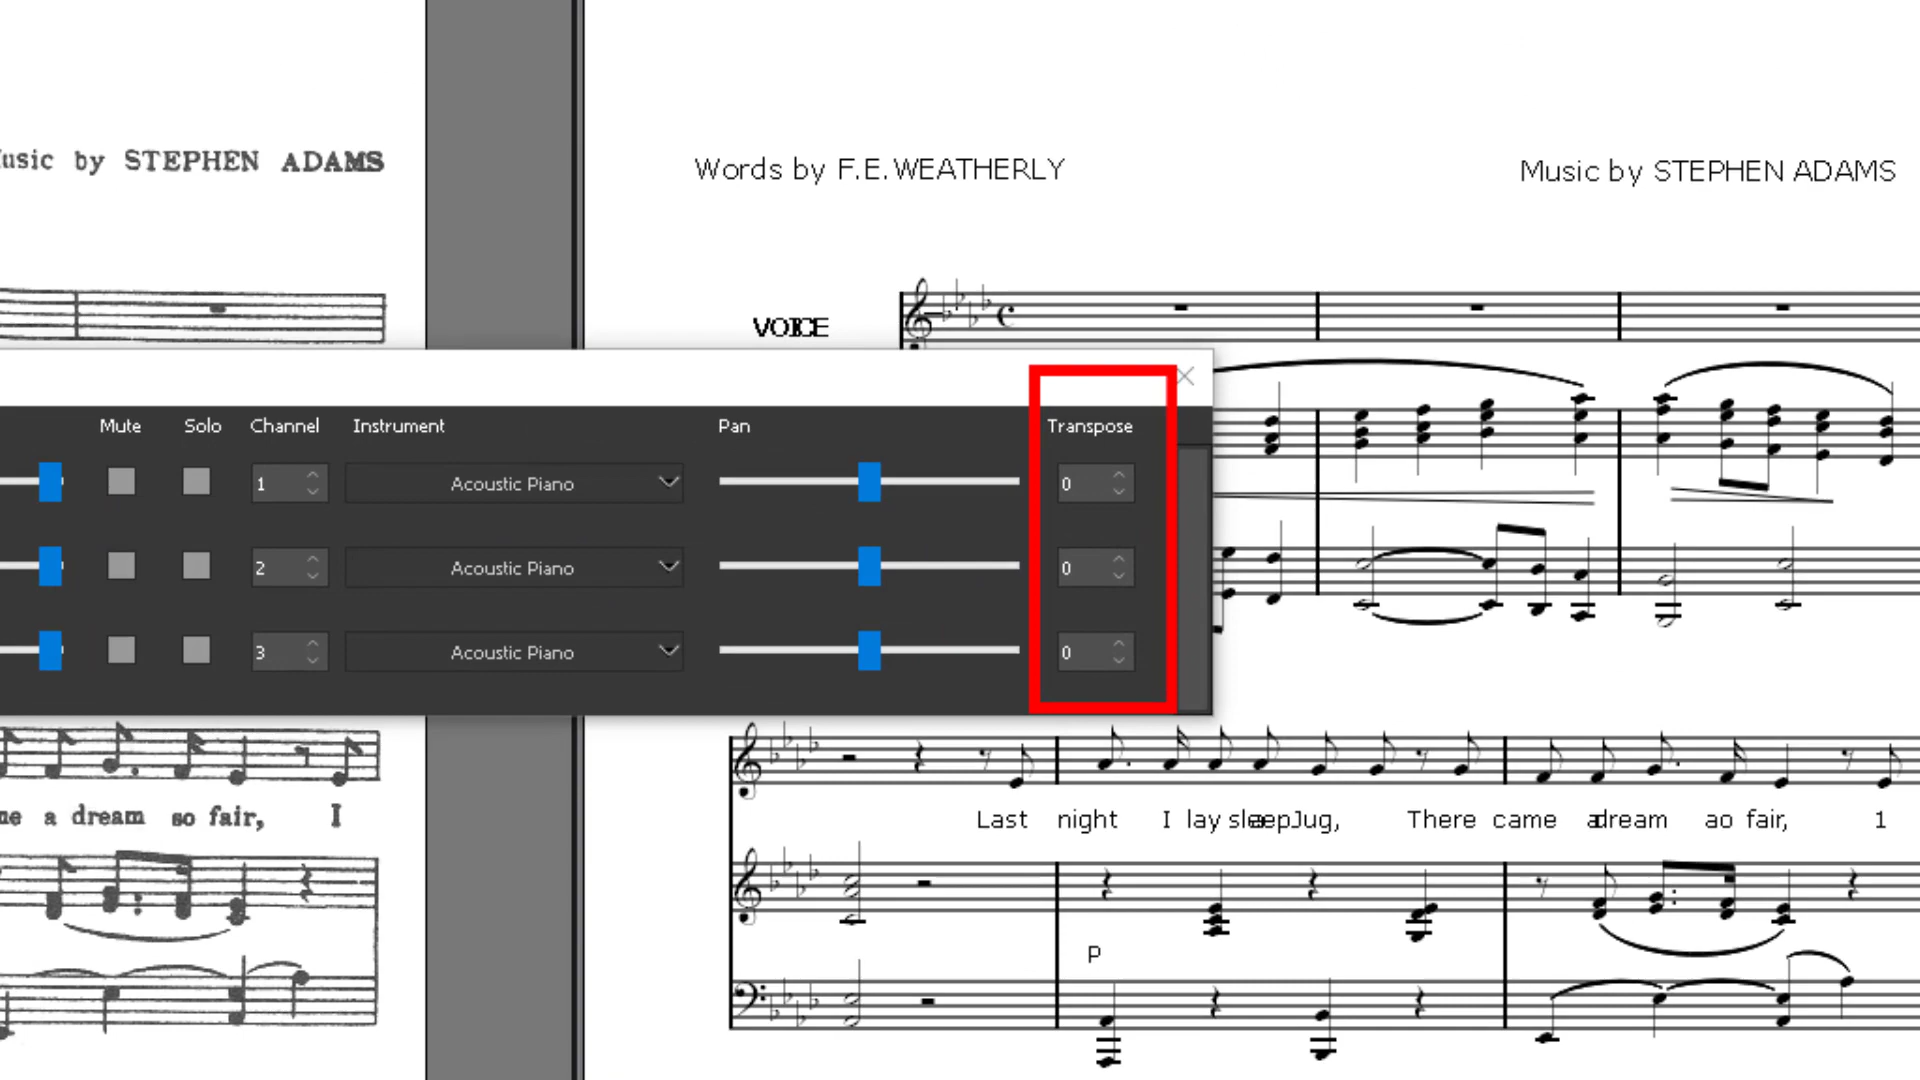 usic by STEPHEN ADAMS
Words by F.E.WEATHERLY
Music by STEPHEN ADAMS
VOICE
Mute Solo Channel Instrument Pan Transpose
1 Acoustic Piano 0
2 Acoustic Piano 0
3 Acoustic Piano 0
me a dream so fair, I
Last night I lay sleepJug, There came a dream ao fair, 1
P